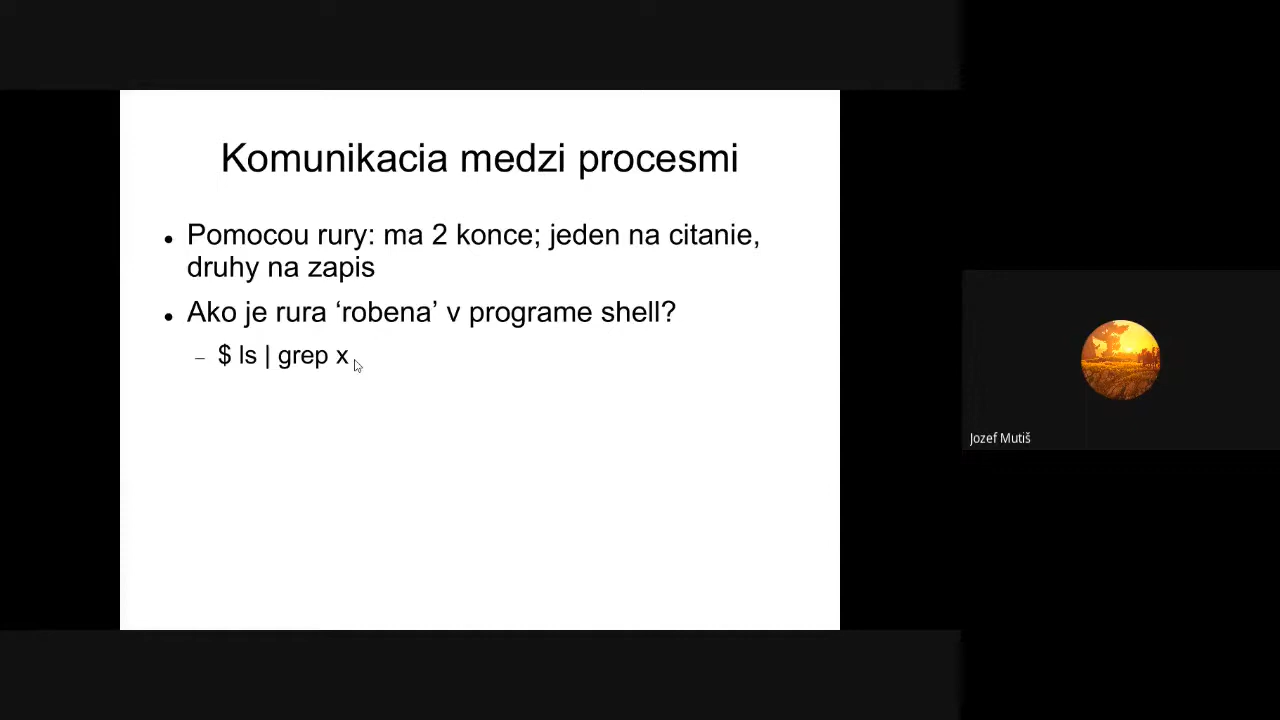 Komunikacia medzi procesmi
● Pomocou rury: ma 2 konce; jeden na citanie,
druhy na zapis
● Ako je rura ‘robena’ v programe shell?
– $ ls | grep x
Jozef Mutiš